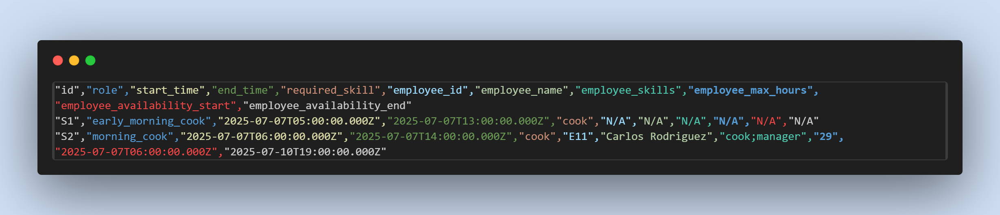 "id","role","start_time","end_time","required_skill","employee_id","employee_name","employee_skills","employee_max_hours",
"employee_availability_start","employee_availability_end"
"S1","early_morning_cook","2025-07-07T05:00:00.000Z","2025-07-07T13:00:00.000Z","cook","N/A","N/A","N/A","N/A","N/A","N/A"
"S2","morning_cook","2025-07-07T06:00:00.000Z","2025-07-07T14:00:00.000Z","cook","E11","Carlos Rodriguez","cook;manager","29",
"2025-07-07T06:00:00.000Z","2025-07-10T19:00:00.000Z"